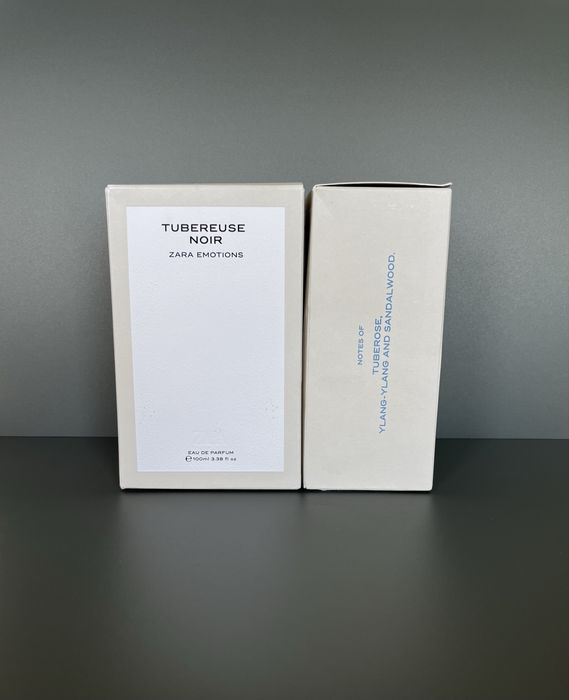 TUBEREUSE
NOIR
ZARA EMOTIONS
EAU DE PARFUM
℮100ml 3.38 fl oz
NOTES OF
TUBEROSE,
YLANG-YLANG AND SANDALWOOD.